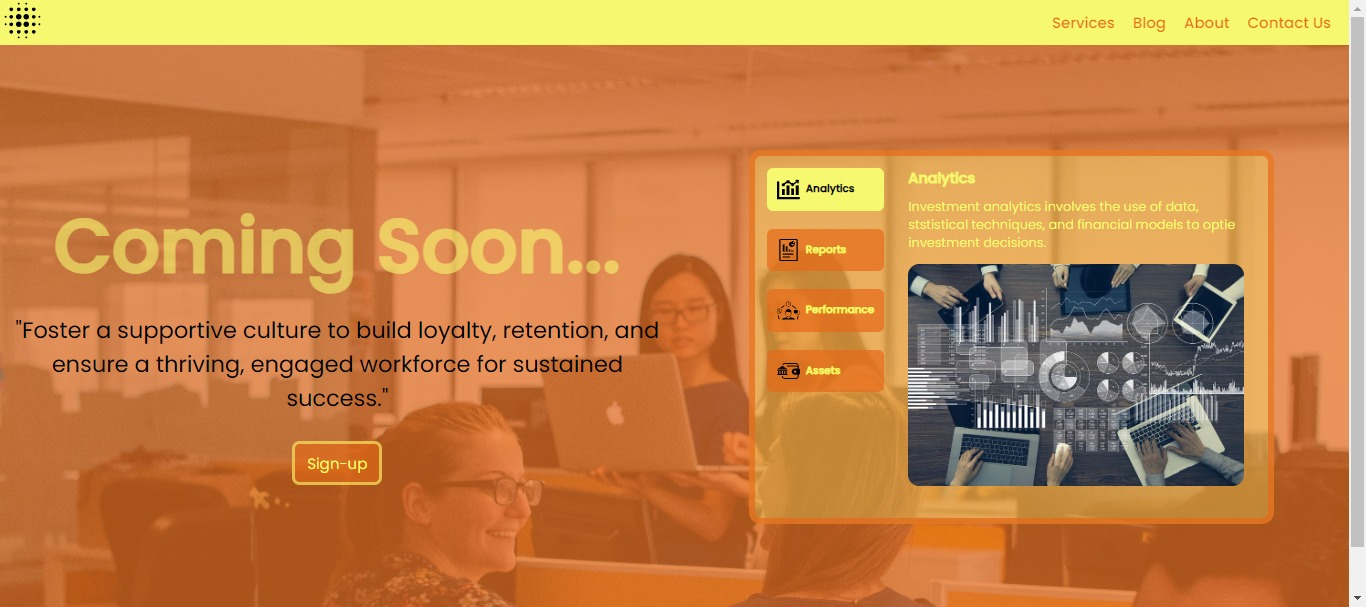 Services Blog About Contact Us
Coming Soon...
"Foster a supportive culture to build loyalty, retention, and
ensure a thriving, engaged workforce for sustained
success."
Sign-up
Analytics
Reports
Performance
Assets
Analytics
Investment analytics involves the use of data,
ststistical techniques, and financial models to optie
investment decisions.